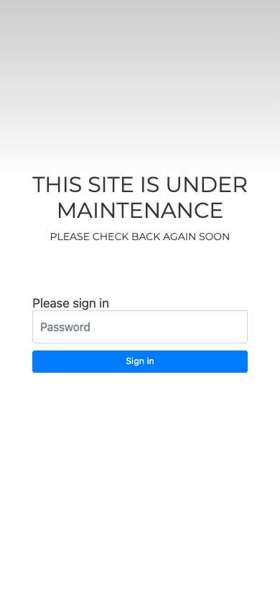 THIS SITE IS UNDER
MAINTENANCE
PLEASE CHECK BACK AGAIN SOON
Please sign in
Password
Sign in